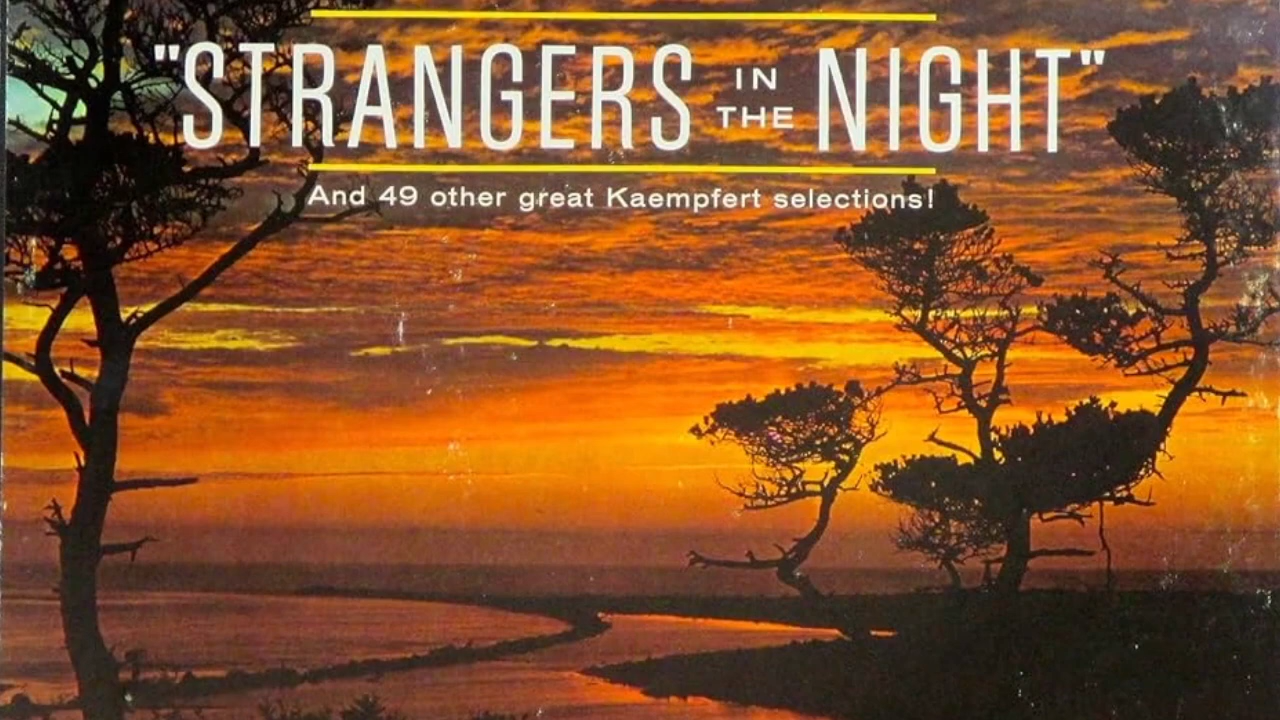 "STRANGERS IN THE NIGHT"
And 49 other great Kaempfert selections!